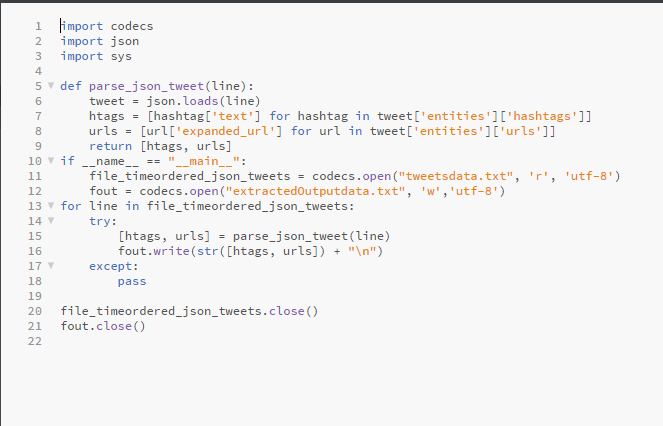 1 import codecs
2 import json
3 import sys
4
5 def parse_json_tweet(line):
6     tweet = json.loads(line)
7     htags = [hashtag['text'] for hashtag in tweet['entities']['hashtags']]
8     urls = [url['expanded_url'] for url in tweet['entities']['urls']]
9     return [htags, urls]
10 if __name__ == "__main__":
11     file_timeordered_json_tweets = codecs.open("tweetsdata.txt", 'r', 'utf-8')
12     fout = codecs.open("extractedOutputdata.txt", 'w','utf-8')
13 for line in file_timeordered_json_tweets:
14     try:
15         [htags, urls] = parse_json_tweet(line)
16         fout.write(str([htags, urls]) + "\n")
17     except:
18         pass
19
20 file_timeordered_json_tweets.close()
21 fout.close()
22